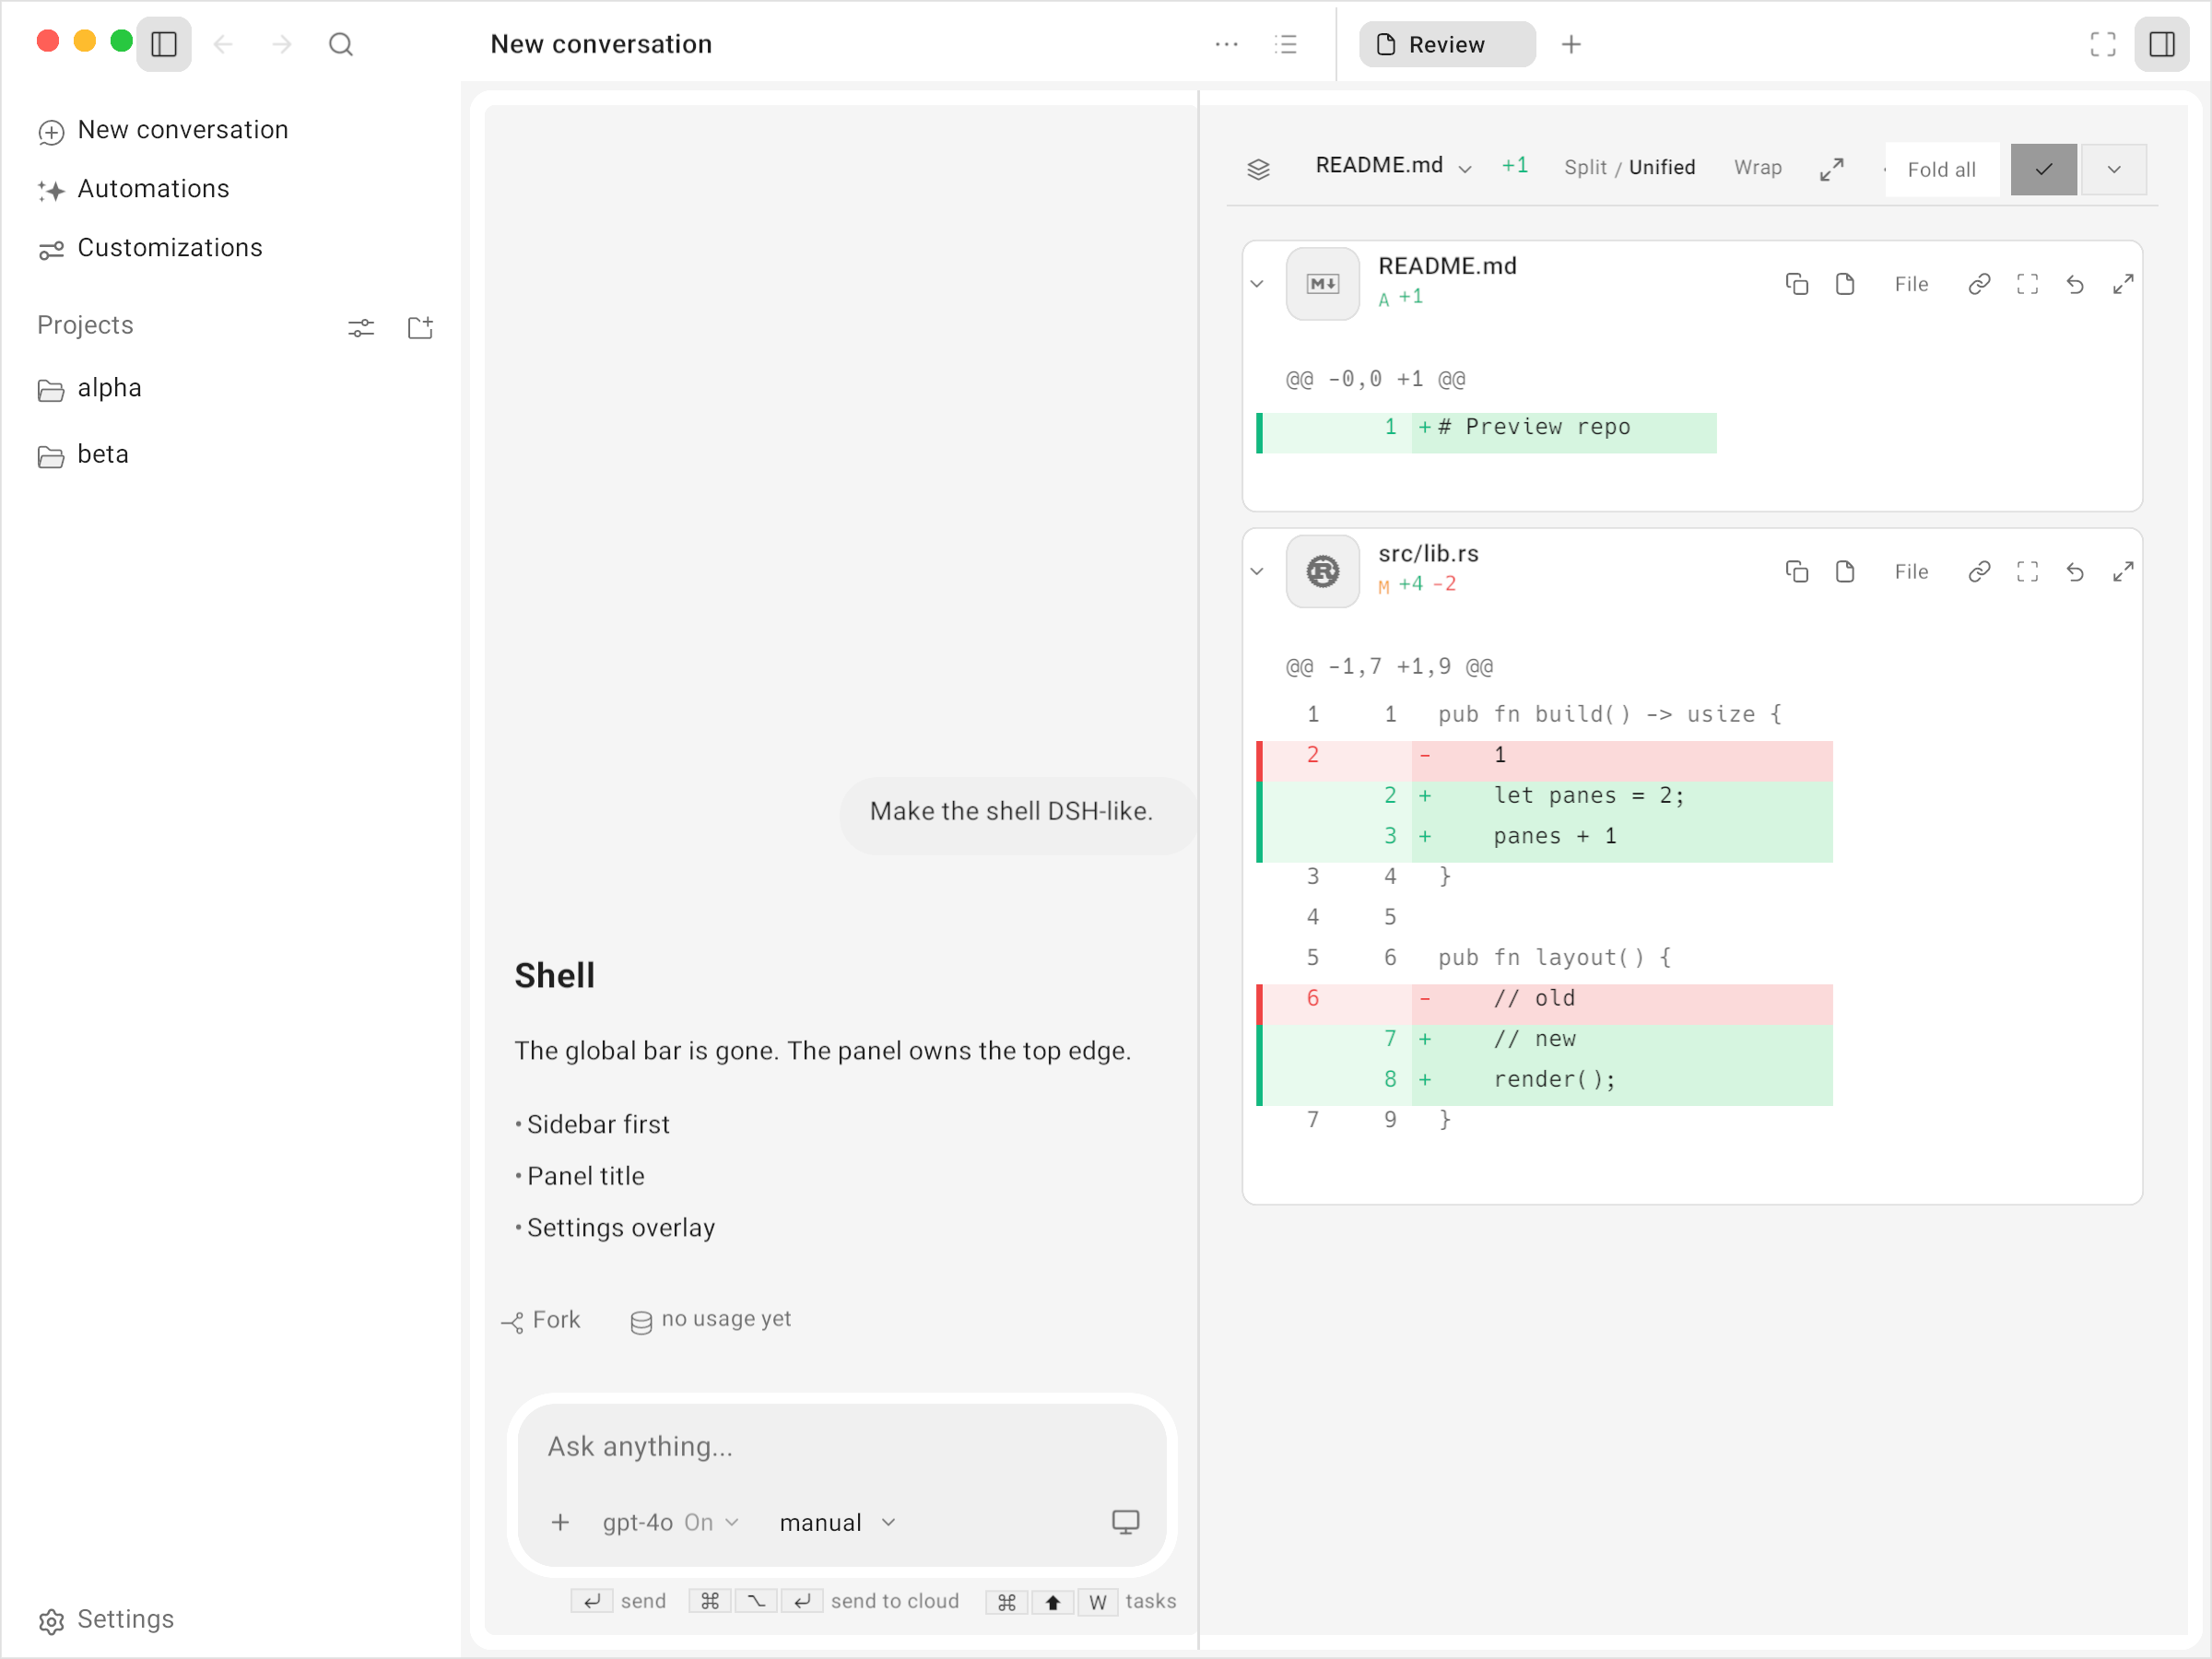 New conversation
Review
New conversation
Automations
Customizations
Projects
alpha
beta
Settings
Make the shell DSH-like.
Shell
The global bar is gone. The panel owns the top edge.
• Sidebar first
• Panel title
• Settings overlay
Fork no usage yet
Ask anything...
gpt-4o On manual
send ⌘ ⌥ send to cloud ⌘ W tasks
README.md +1 Split / Unified Wrap Fold all
README.md
A +1
File
@@ -0,0 +1 @@
1 +# Preview repo
src/lib.rs
M +4 -2
File
@@ -1,7 +1,9 @@
1 1 pub fn build() -> usize {
2 - 1
2 + let panes = 2;
3 + panes + 1
3 4 }
4 5
5 6 pub fn layout() {
6 - // old
7 + // new
8 + render();
7 9 }